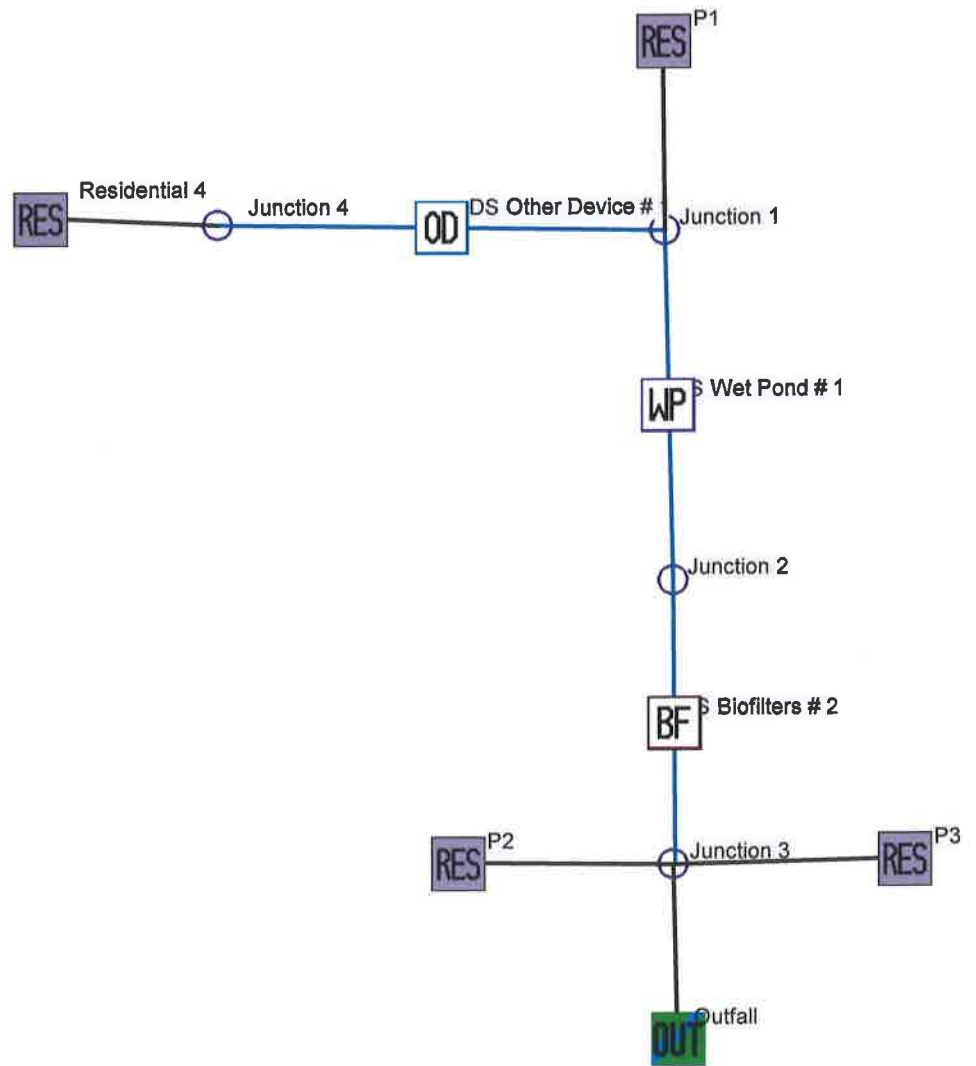 P1
RES
Residential 4
RES
Junction 4
DS Other Device #
OD
Junction 1
S Wet Pond # 1
WP
Junction 2
S Biofilters # 2
BF
P2
RES
Junction 3
P3
RES
Outfall
OUT